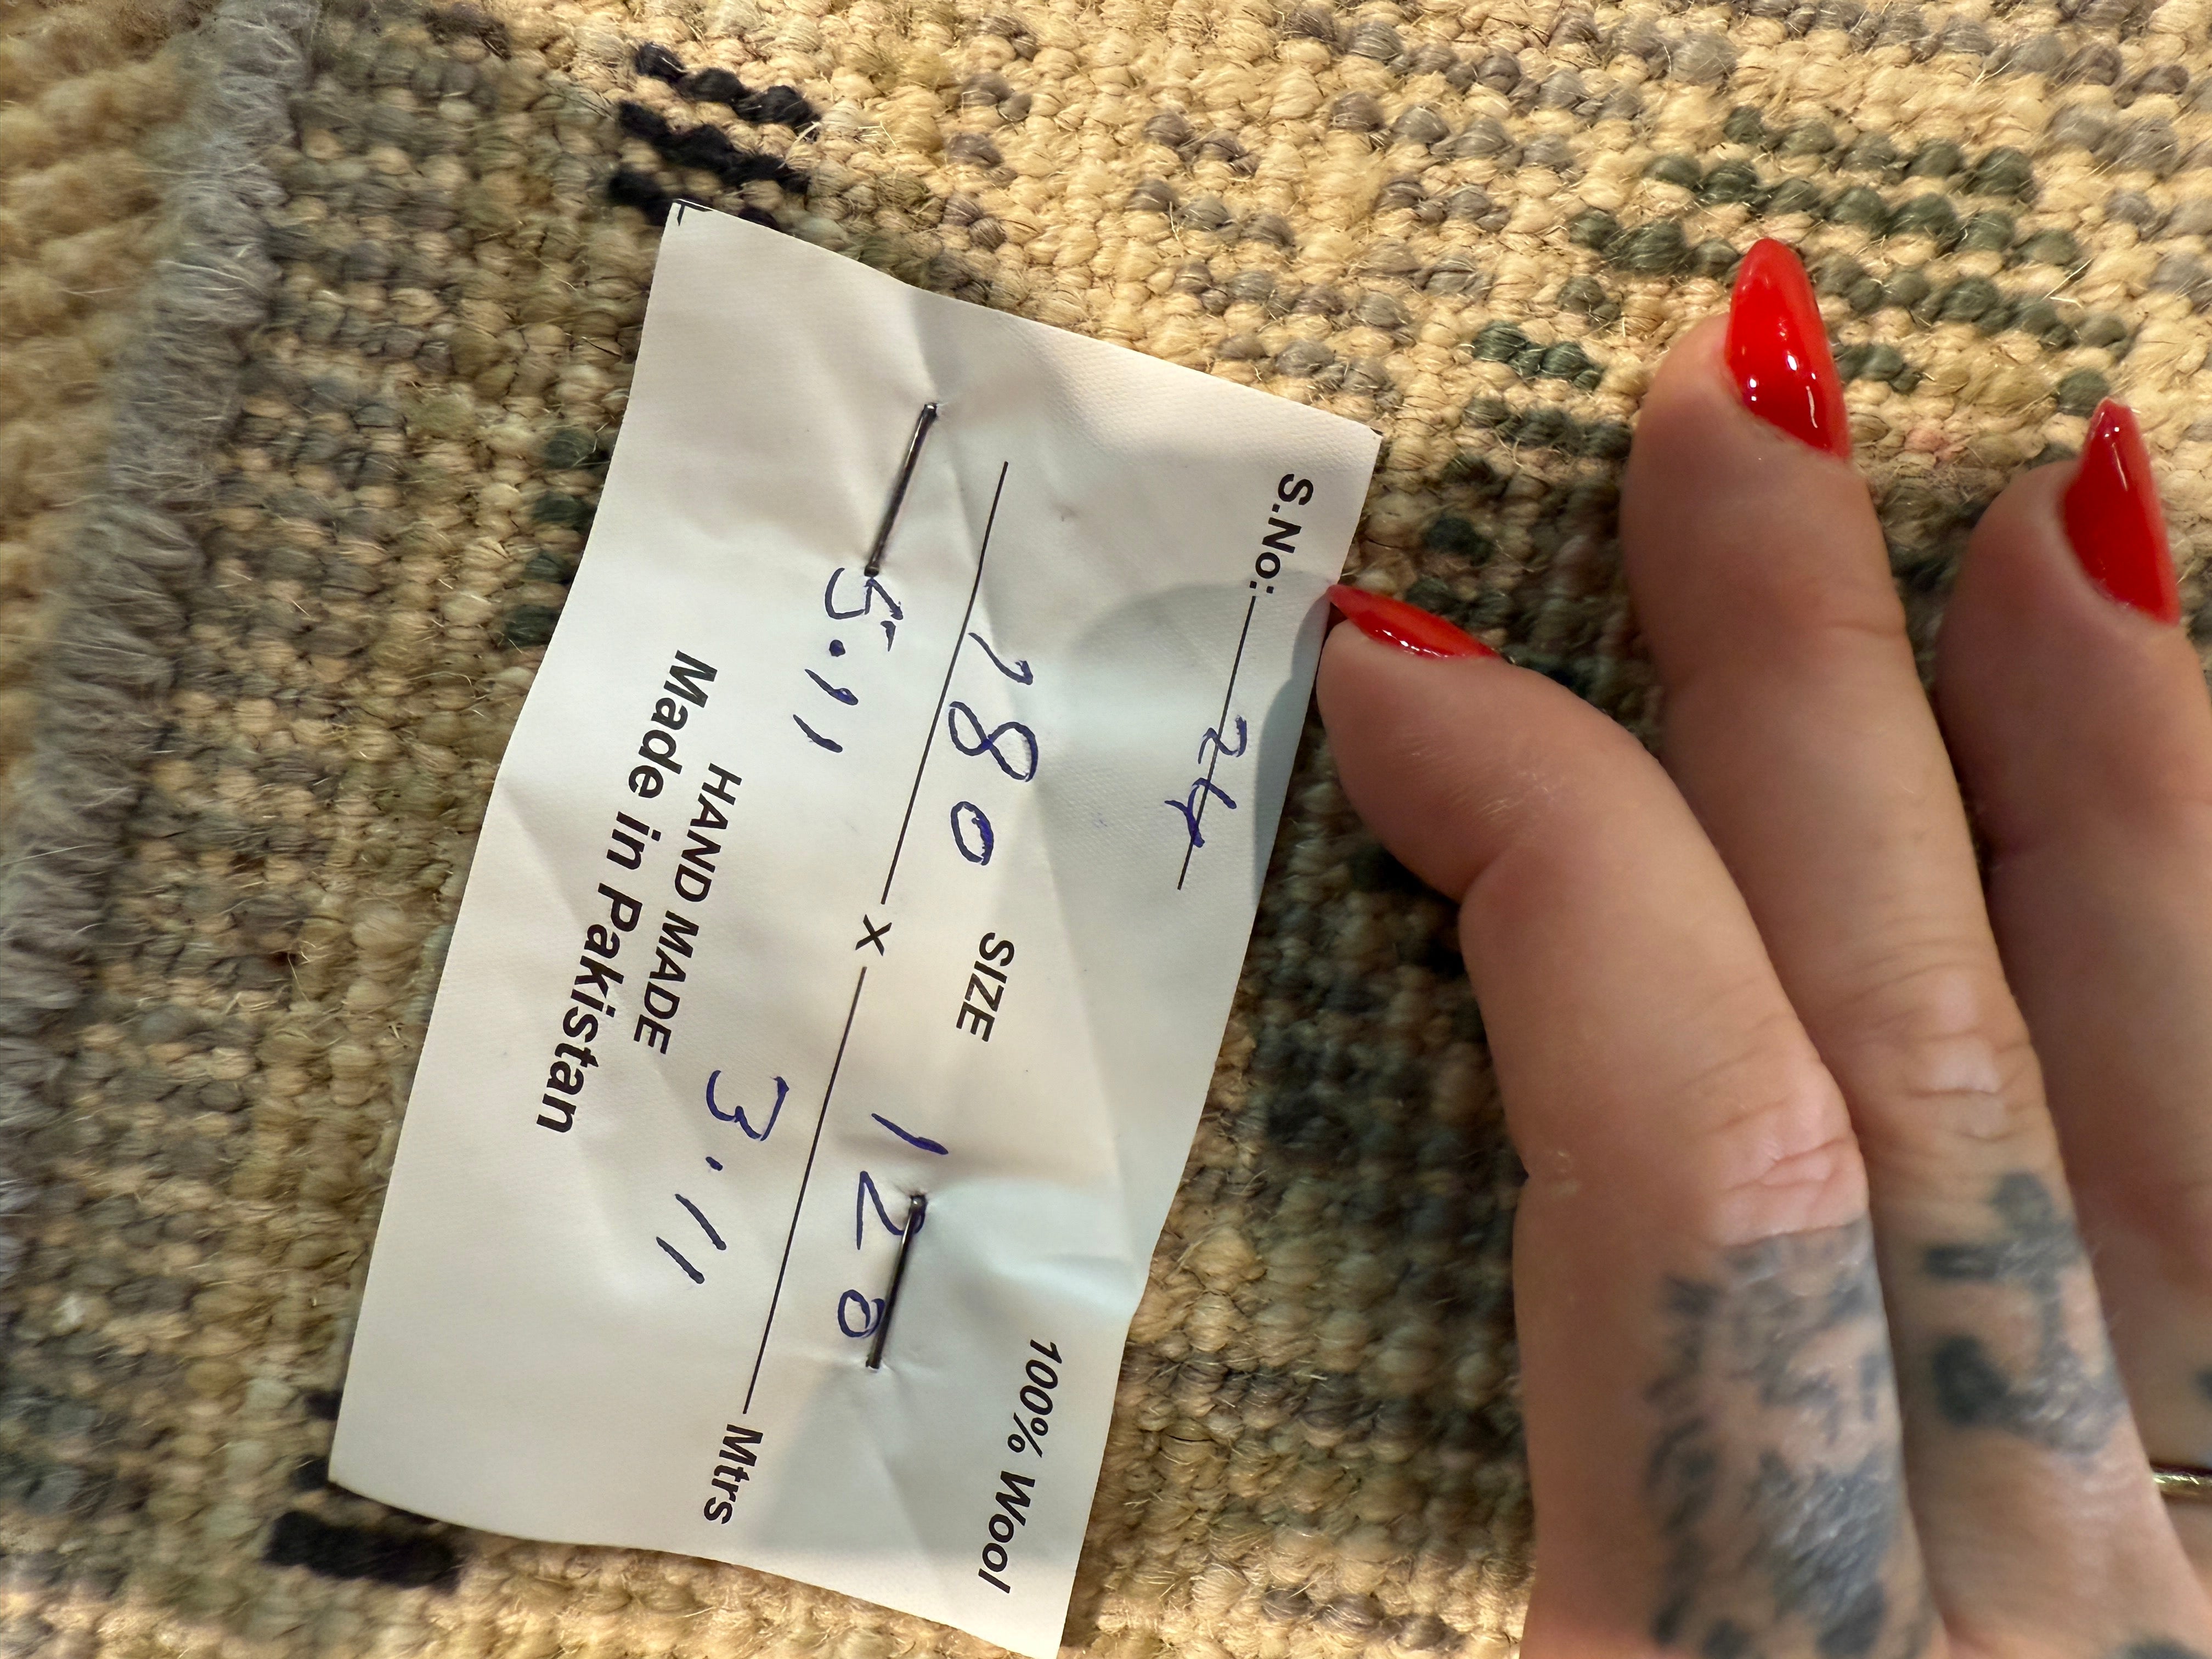 S.No: 24 100% Wool
SIZE
180 x 120 Mtrs
5.11 3.11
HAND MADE
Made in Pakistan